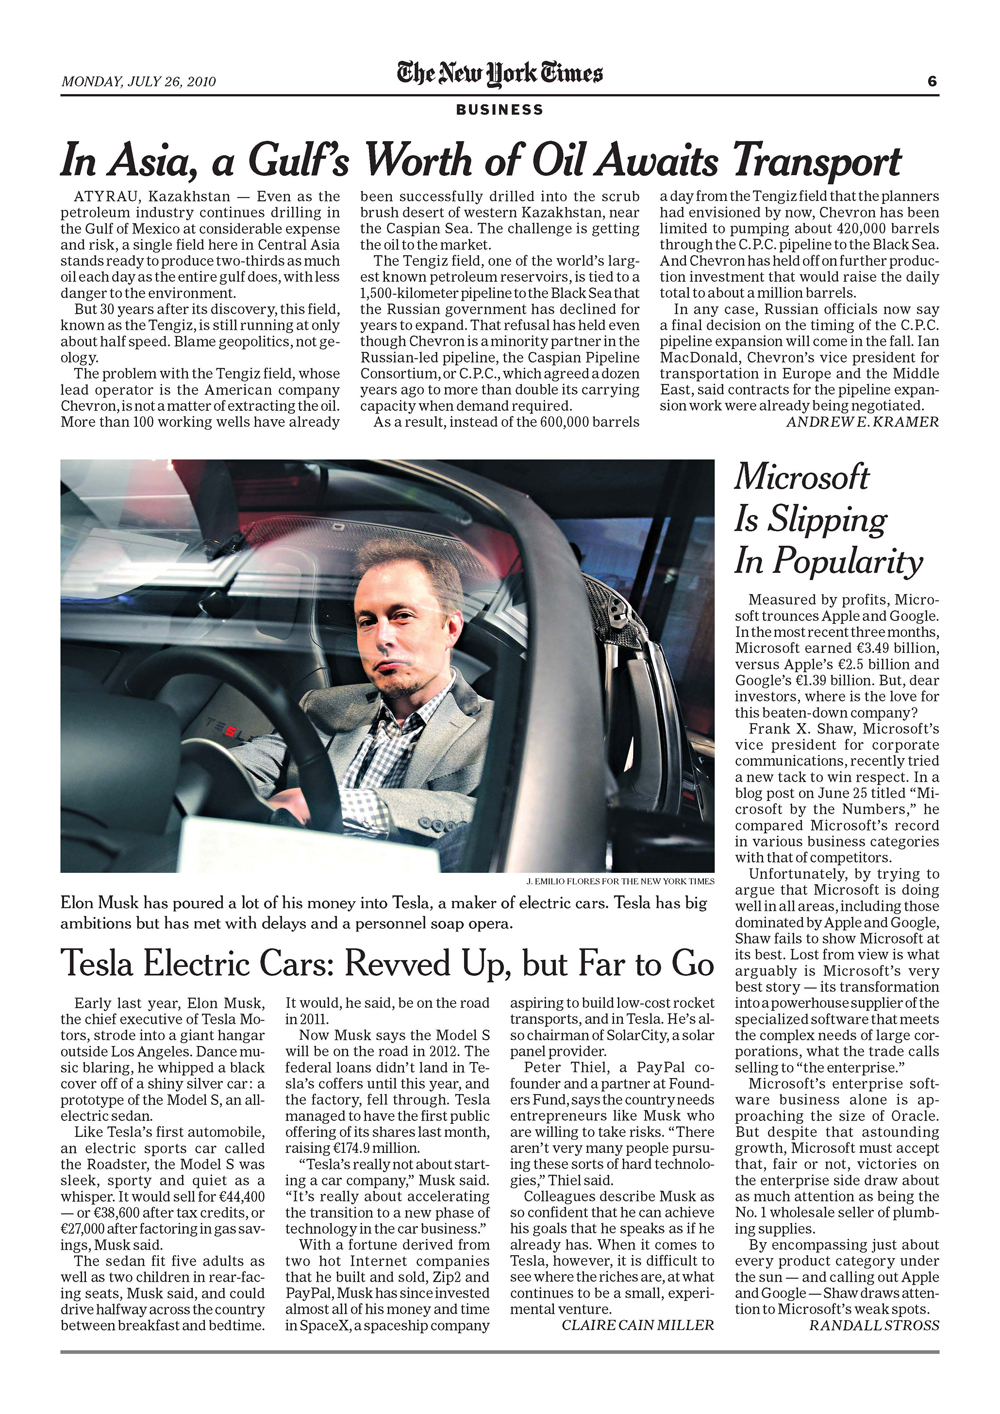 MONDAY, JULY 26, 2010
The New York Times
6
BUSINESS
In Asia, a Gulf's Worth of Oil Awaits Transport
ATYRAU, Kazakhstan — Even as the
petroleum industry continues drilling in
the Gulf of Mexico at considerable expense
and risk, a single field here in Central Asia
stands ready to produce two-thirds as much
oil each day as the entire gulf does, with less
danger to the environment.
But 30 years after its discovery, this field,
known as the Tengiz, is still running at only
about half speed. Blame geopolitics, not ge-
ology.
The problem with the Tengiz field, whose
lead operator is the American company
Chevron, is not a matter of extracting the oil.
More than 100 working wells have already
been successfully drilled into the scrub
brush desert of western Kazakhstan, near
the Caspian Sea. The challenge is getting
the oil to the market.
The Tengiz field, one of the world's larg-
est known petroleum reservoirs, is tied to a
1,500-kilometer pipeline to the Black Sea that
the Russian government has declined for
years to expand. That refusal has held even
though Chevron is a minority partner in the
Russian-led pipeline, the Caspian Pipeline
Consortium, or C.P.C., which agreed a dozen
years ago to more than double its carrying
capacity when demand required.
As a result, instead of the 600,000 barrels
a day from the Tengiz field that the planners
had envisioned by now, Chevron has been
limited to pumping about 420,000 barrels
through the C.P.C. pipeline to the Black Sea.
And Chevron has held off on further produc-
tion investment that would raise the daily
total to about a million barrels.
In any case, Russian officials now say
a final decision on the timing of the C.P.C.
pipeline expansion will come in the fall. Ian
MacDonald, Chevron's vice president for
transportation in Europe and the Middle
East, said contracts for the pipeline expan-
sion work were already being negotiated.
ANDREW E. KRAMER
TESLA
J. EMILIO FLORES FOR THE NEW YORK TIMES
Elon Musk has poured a lot of his money into Tesla, a maker of electric cars. Tesla has big
ambitions but has met with delays and a personnel soap opera.
Tesla Electric Cars: Revved Up, but Far to Go
Early last year, Elon Musk,
the chief executive of Tesla Mo-
tors, strode into a giant hangar
outside Los Angeles. Dance mu-
sic blaring, he whipped a black
cover off of a shiny silver car: a
prototype of the Model S, an all-
electric sedan.
Like Tesla's first automobile,
an electric sports car called
the Roadster, the Model S was
sleek, sporty and quiet as a
whisper. It would sell for €44,400
— or €38,600 after tax credits, or
€27,000 after factoring in gas sav-
ings, Musk said.
The sedan fit five adults as
well as two children in rear-fac-
ing seats, Musk said, and could
drive halfway across the country
between breakfast and bedtime.
It would, he said, be on the road
in 2011.
Now Musk says the Model S
will be on the road in 2012. The
federal loans didn't land in Te-
sla's coffers until this year, and
the factory, fell through. Tesla
managed to have the first public
offering of its shares last month,
raising €174.9 million.
"Tesla's really not about start-
ing a car company," Musk said.
"It's really about accelerating
the transition to a new phase of
technology in the car business."
With a fortune derived from
two hot Internet companies
that he built and sold, Zip2 and
PayPal, Musk has since invested
almost all of his money and time
in SpaceX, a spaceship company
aspiring to build low-cost rocket
transports, and in Tesla. He's al-
so chairman of SolarCity, a solar
panel provider.
Peter Thiel, a PayPal co-
founder and a partner at Found-
ers Fund, says the country needs
entrepreneurs like Musk who
are willing to take risks. "There
aren't very many people pursu-
ing these sorts of hard technolo-
gies," Thiel said.
Colleagues describe Musk as
so confident that he can achieve
his goals that he speaks as if he
already has. When it comes to
Tesla, however, it is difficult to
see where the riches are, at what
continues to be a small, experi-
mental venture.
CLAIRE CAIN MILLER
Microsoft
Is Slipping
In Popularity
Measured by profits, Micro-
soft trounces Apple and Google.
In the most recent three months,
Microsoft earned €3.49 billion,
versus Apple's €2.5 billion and
Google's €1.39 billion. But, dear
investors, where is the love for
this beaten-down company?
Frank X. Shaw, Microsoft's
vice president for corporate
communications, recently tried
a new tack to win respect. In a
blog post on June 25 titled "Mi-
crosoft by the Numbers," he
compared Microsoft's record
in various business categories
with that of competitors.
Unfortunately, by trying to
argue that Microsoft is doing
well in all areas, including those
dominated by Apple and Google,
Shaw fails to show Microsoft at
its best. Lost from view is what
arguably is Microsoft's very
best story — its transformation
into a powerhouse supplier of the
specialized software that meets
the complex needs of large cor-
porations, what the trade calls
selling to "the enterprise."
Microsoft's enterprise soft-
ware business alone is ap-
proaching the size of Oracle.
But despite that astounding
growth, Microsoft must accept
that, fair or not, victories on
the enterprise side draw about
as much attention as being the
No. 1 wholesale seller of plumb-
ing supplies.
By encompassing just about
every product category under
the sun — and calling out Apple
and Google — Shaw draws atten-
tion to Microsoft's weak spots.
RANDALL STROSS